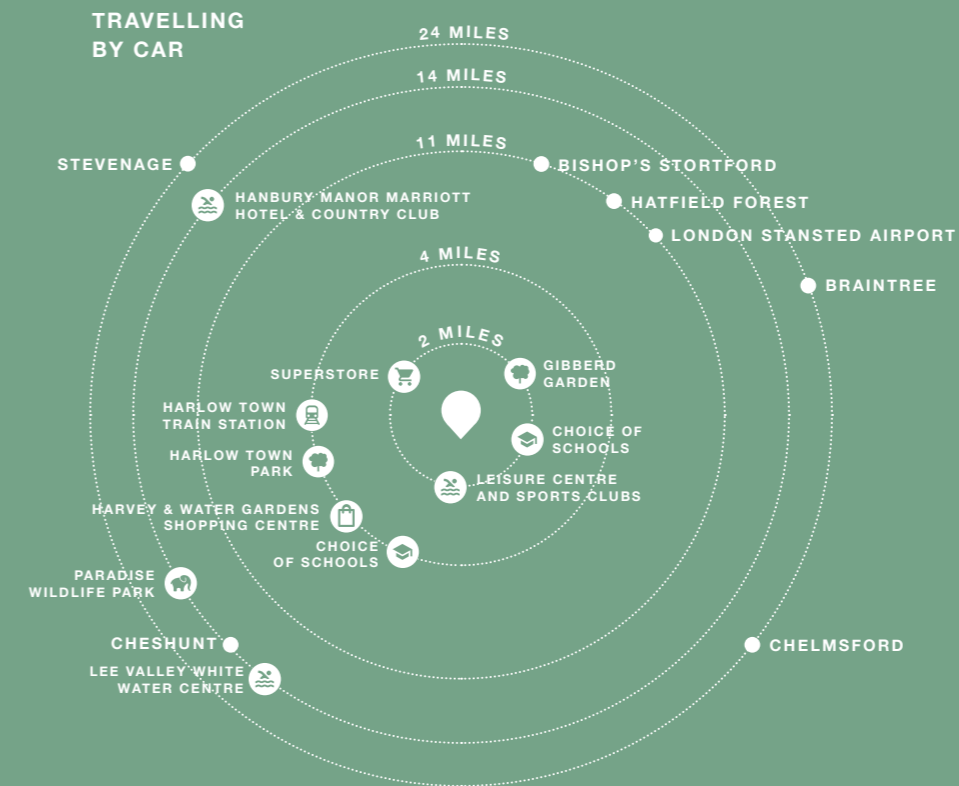 TRAVELLING
BY CAR
24 MILES
14 MILES
11 MILES
STEVENAGE
BISHOP'S STORTFORD
HANBURY MANOR MARRIOTT
HOTEL & COUNTRY CLUB
HATFIELD FOREST
LONDON STANSTED AIRPORT
4 MILES
BRAINTREE
2 MILES
SUPERSTORE
GIBBERD
GARDEN
HARLOW TOWN
TRAIN STATION
CHOICE OF
SCHOOLS
HARLOW TOWN
PARK
LEISURE CENTRE
AND SPORTS CLUBS
HARVEY & WATER GARDENS
SHOPPING CENTRE
CHOICE
OF SCHOOLS
PARADISE
WILDLIFE PARK
CHESHUNT
CHELMSFORD
LEE VALLEY WHITE
WATER CENTRE